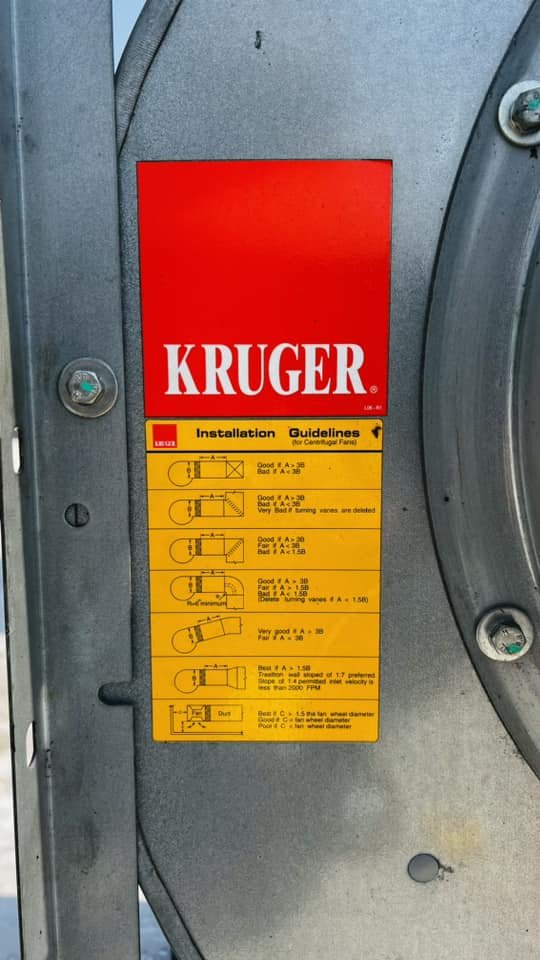 KRUGER®
KRUGER
Installation Guidelines
(for Centrifugal Fans)
A
B
Good if A > 3B
Bad if A < 3B
A
B
Good if A > 3B
Bad if A < 3B
Very Bad if turning vanes are deleted
A
B
Good if A > 3B
Fair if A < 3B
Bad if A < 1.5B
A
B
R=B minimum
Good if A > 3B
Fair if A > 1.5B
Bad if A < 1.5B
(Delete turning vanes if A < 1.5B)
A
B
Very good if A > 3B
Fair if A < 3B
A
B
Best if A > 1.5B
wall sloped of 1:7 preferred
Slope of 1:4 permitted inlet velocity is
less than 2000 FPM
C
Fan
Duct
Best if C > 1.5 the fan wheel diameter
Good if C = fan wheel diameter
Poor if C < fan wheel diameter